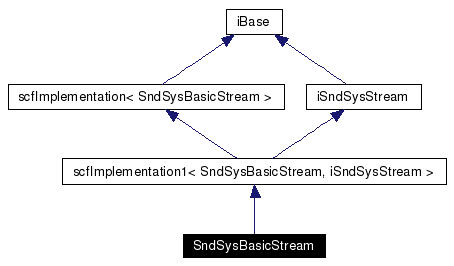 iBase
scfImplementation< SndSysBasicStream >
iSndSysStream
scfImplementation1< SndSysBasicStream, iSndSysStream >
SndSysBasicStream